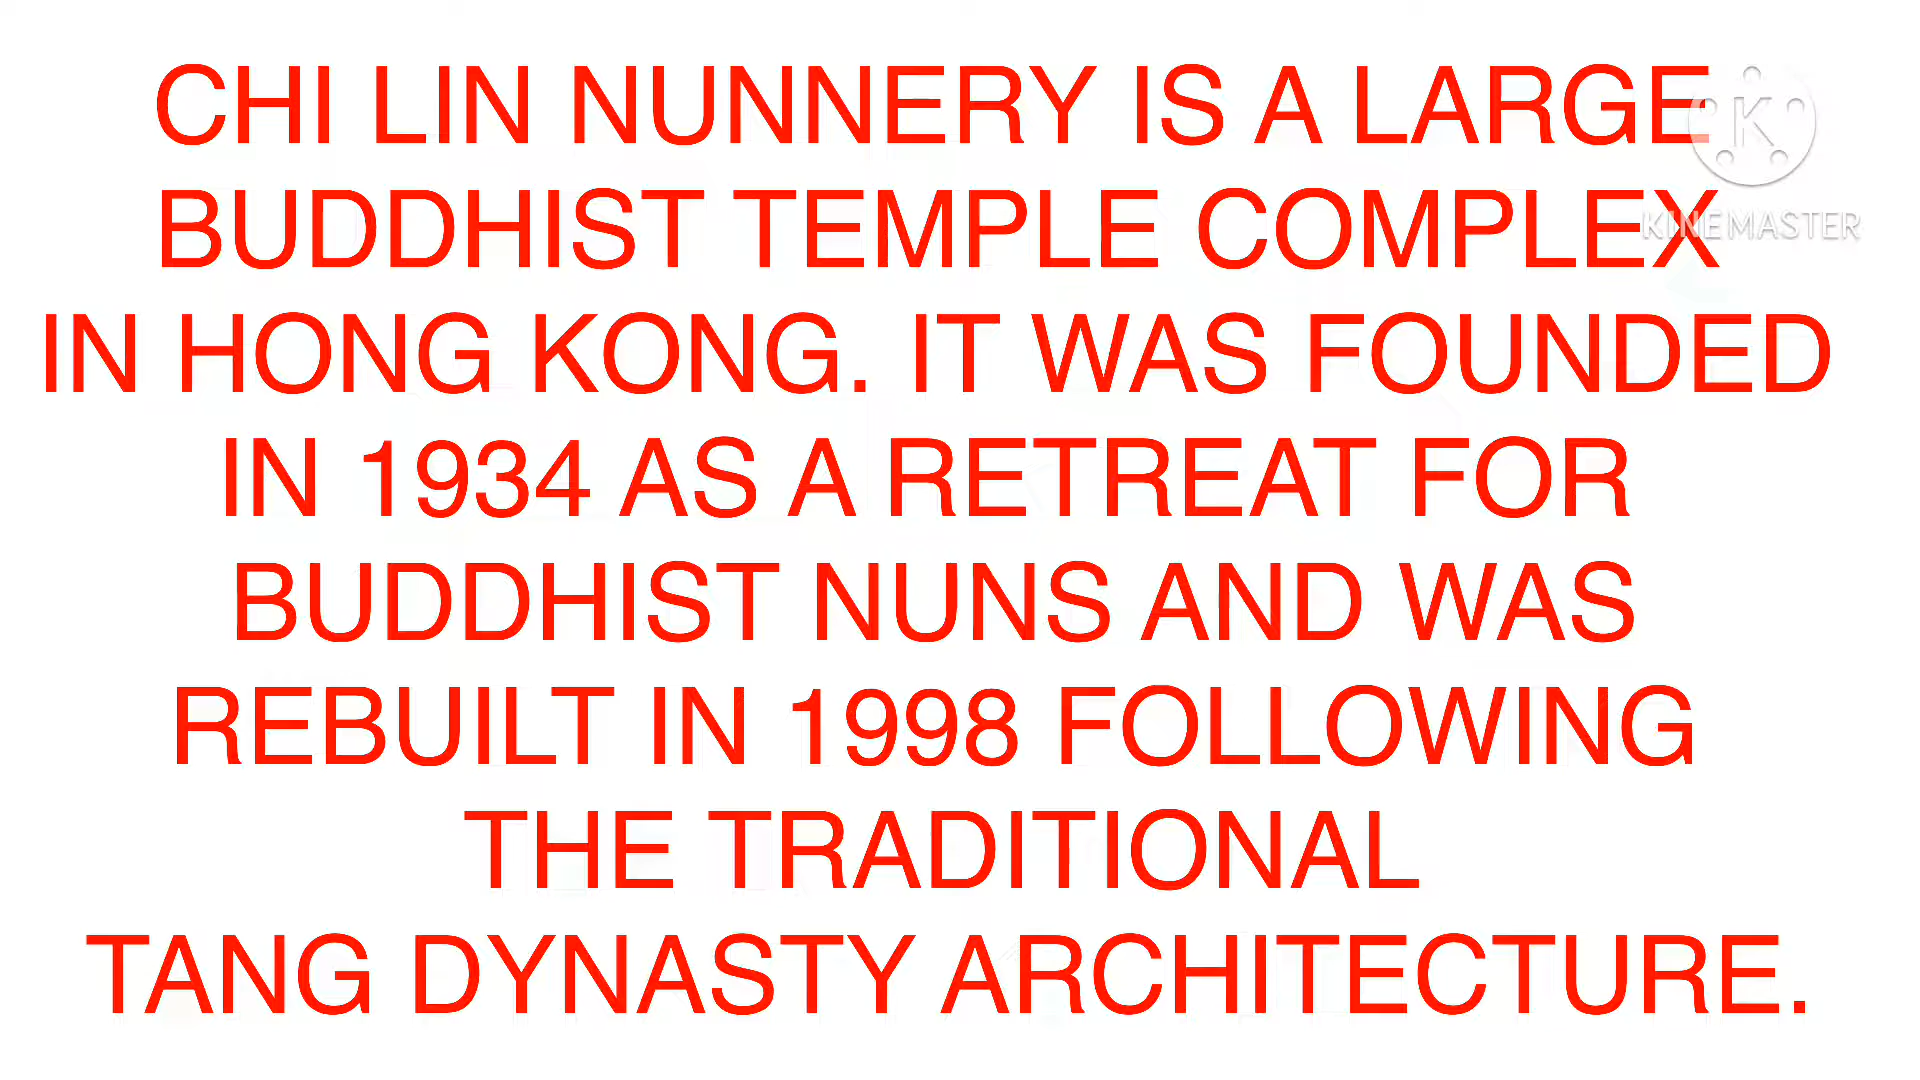 CHI LIN NUNNERY IS A LARGE
BUDDHIST TEMPLE COMPLEX
KINEMASTER
IN HONG KONG. IT WAS FOUNDED
IN 1934 AS A RETREAT FOR
BUDDHIST NUNS AND WAS
REBUILT IN 1998 FOLLOWING
THE TRADITIONAL
TANG DYNASTY ARCHITECTURE.
K